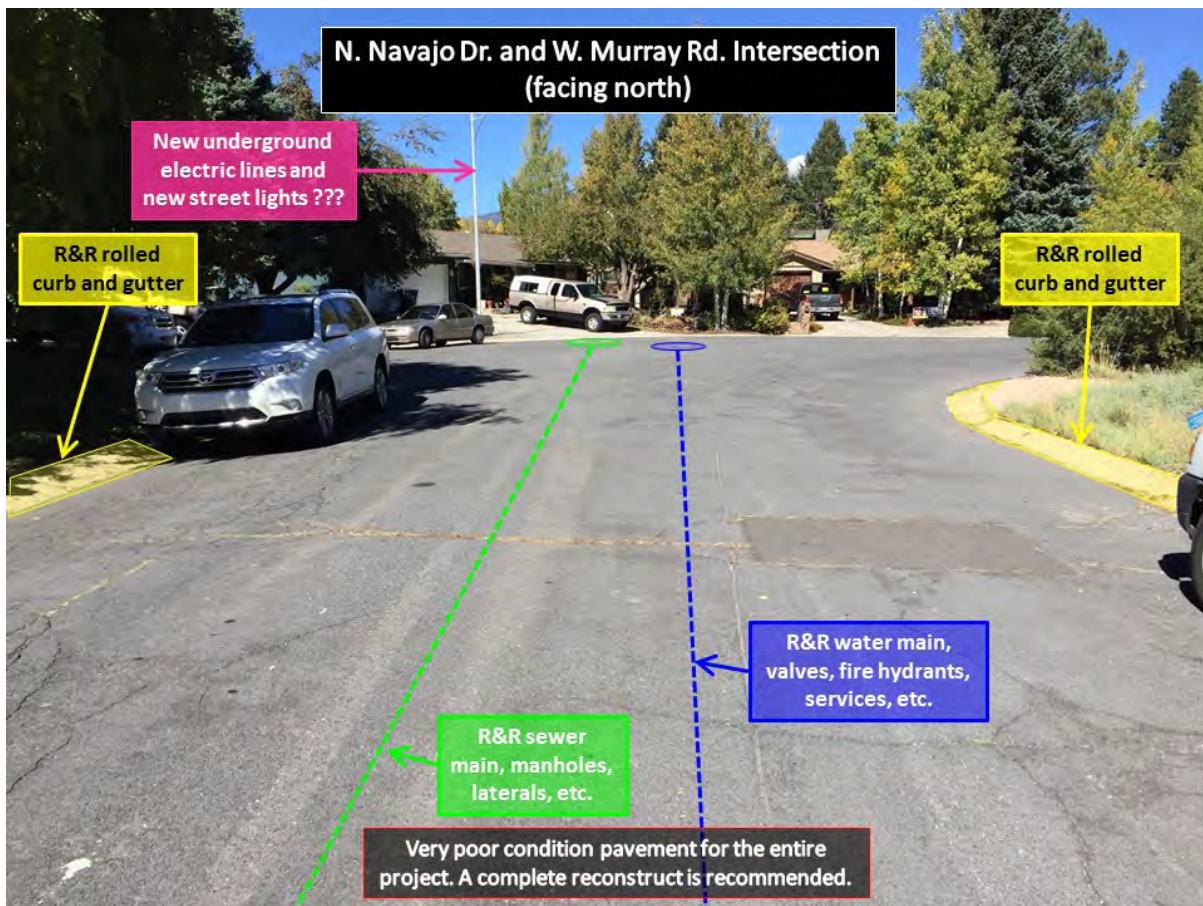 N. Navajo Dr. and W. Murray Rd. Intersection
(facing north)
New underground
electric lines and
new street lights ???
R&R rolled
curb and gutter
R&R rolled
curb and gutter
R&R water main,
valves, fire hydrants,
services, etc.
R&R sewer
main, manholes,
laterals, etc.
Very poor condition pavement for the entire
project. A complete reconstruct is recommended.